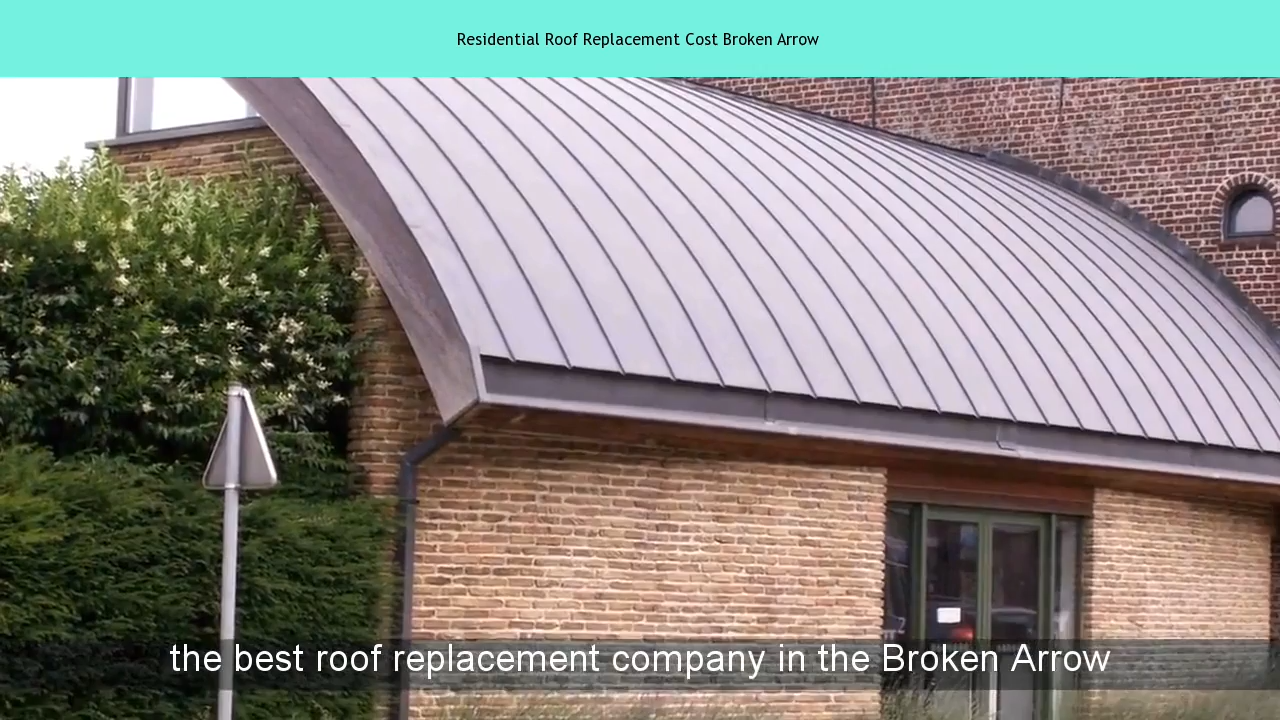 Residential Roof Replacement Cost Broken Arrow
the best roof replacement company in the Broken Arrow